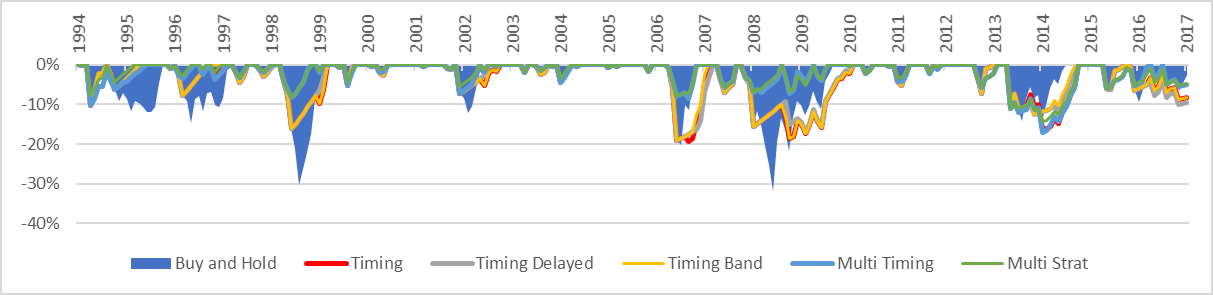 1994 1995 1996 1997 1998 1999 2000 2001 2002 2003 2004 2005 2006 2007 2008 2009 2010 2011 2012 2013 2014 2015 2016 2017
0%
-10%
-20%
-30%
-40%
Buy and Hold Timing Timing Delayed Timing Band Multi Timing Multi Strat